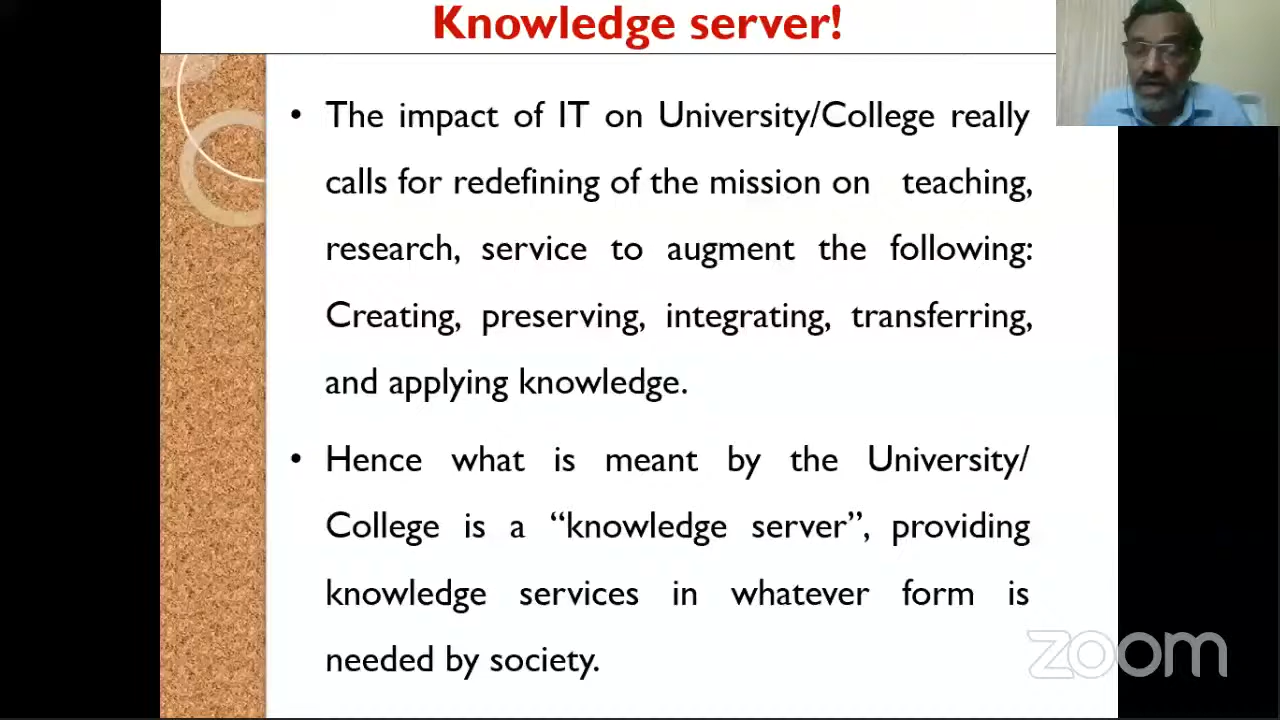 Knowledge server!
• The impact of IT on University/College really
calls for redefining of the mission on teaching,
research, service to augment the following:
Creating, preserving, integrating, transferring,
and applying knowledge.
• Hence what is meant by the University/
College is a “knowledge server”, providing
knowledge services in whatever form is
needed by society.
zoom